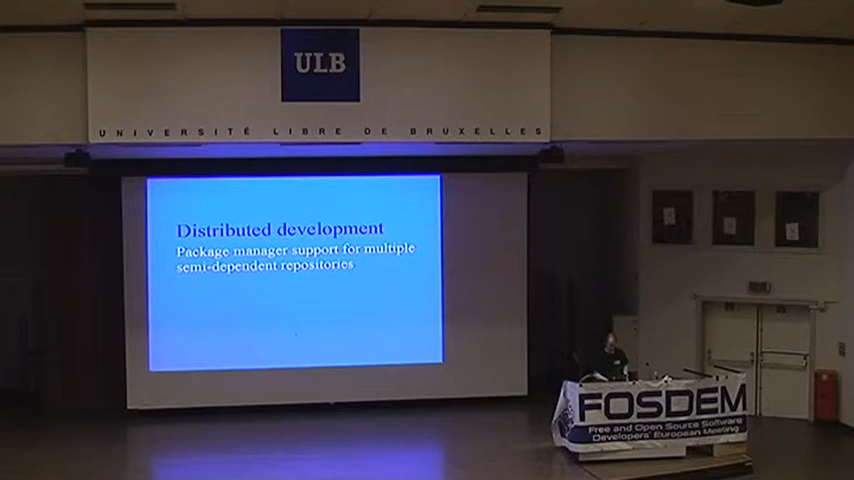 ULB
UNIVERSITÉ LIBRE DE BRUXELLES
Distributed development
Package manager support for multiple
semi-dependent repositories
FOSDEM
Free and Open Source Software
Developers' European Meeting